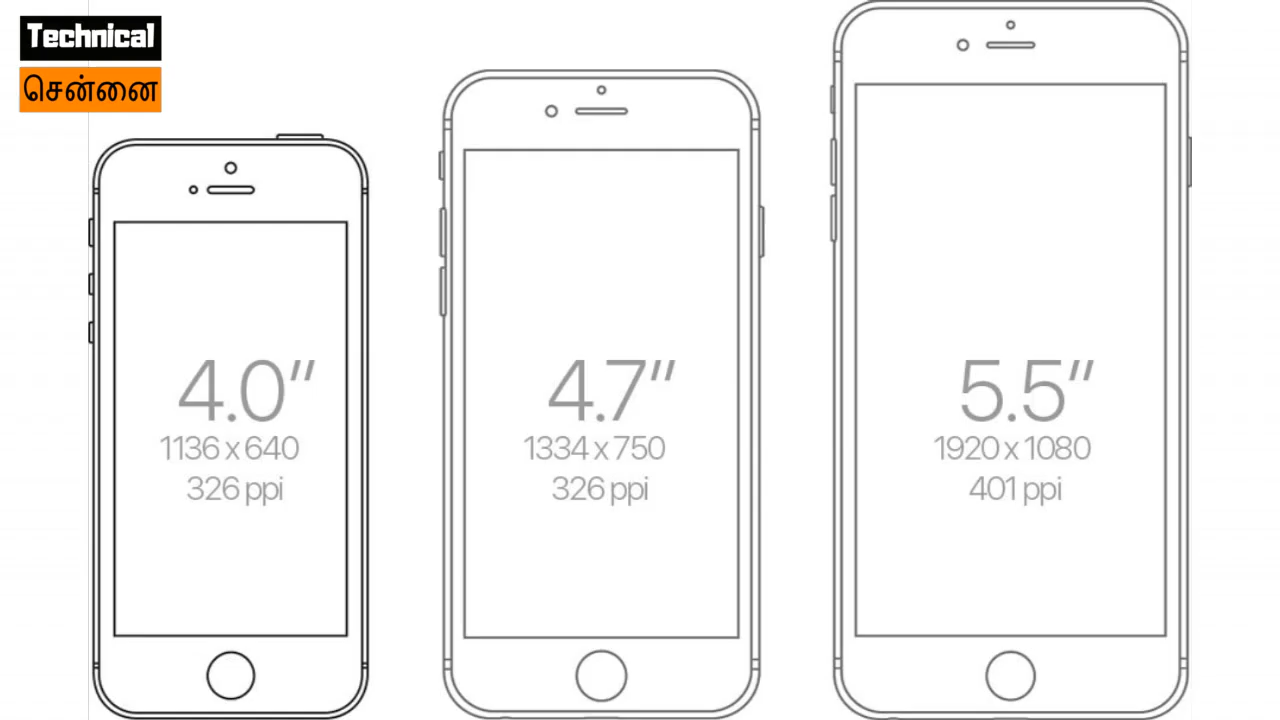 Technical
சென்னை
4.0″
1136 x 640
326 ppi
4.7″
1334 x 750
326 ppi
5.5″
1920 x 1080
401 ppi